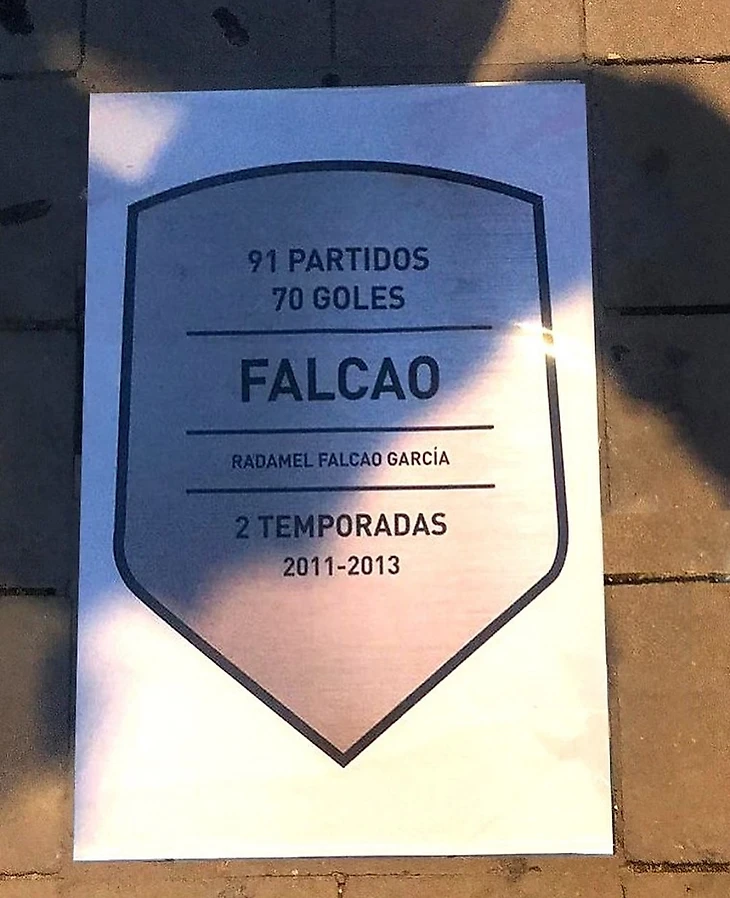 91 PARTIDOS
70 GOLES
FALCAO
RADAMEL FALCAO GARCÍA
2 TEMPORADAS
2011-2013